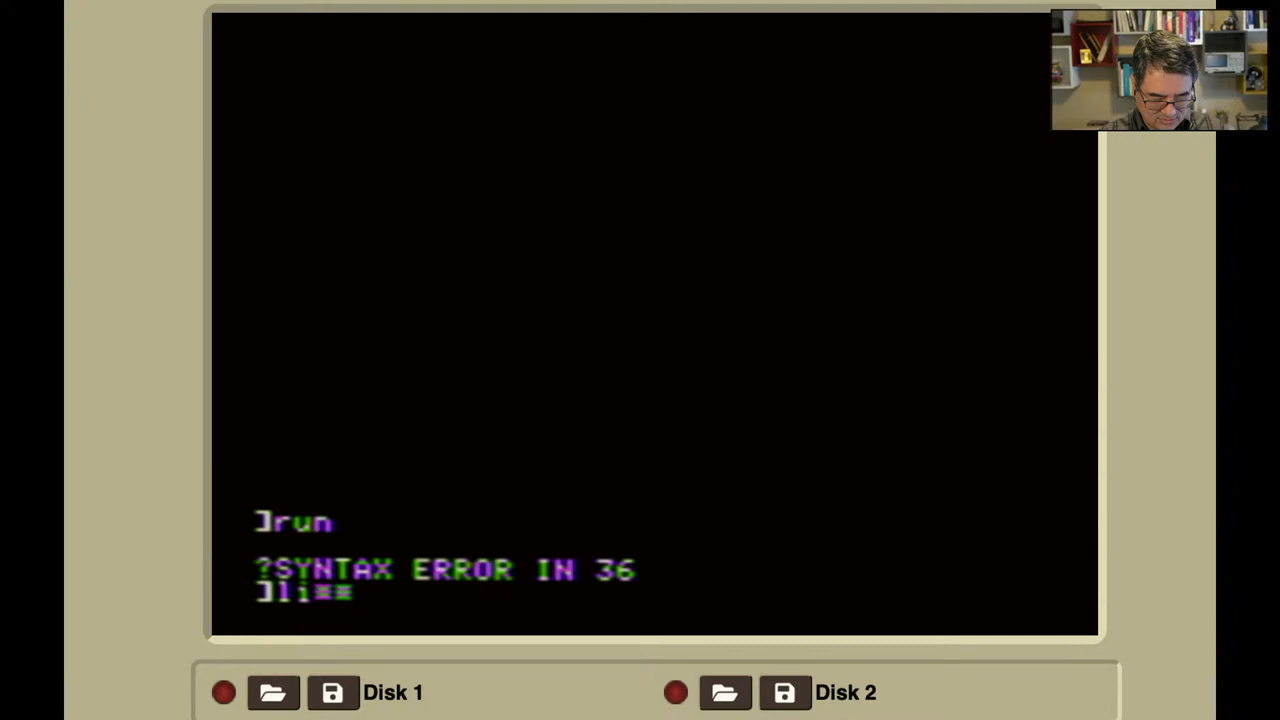 ]run
?SYNTAX ERROR IN 36
]li
Disk 1
Disk 2